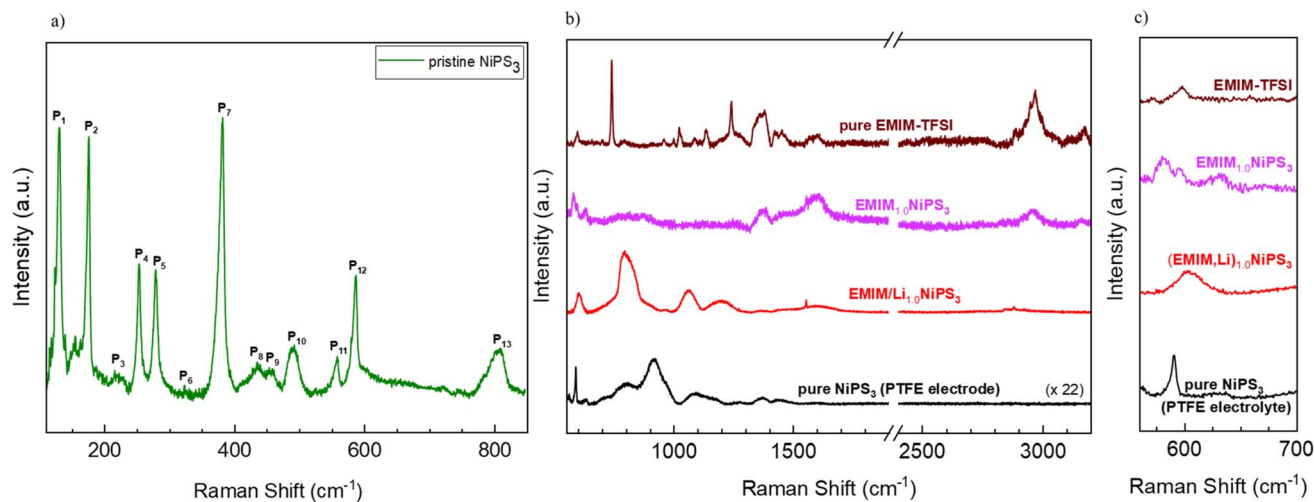 a)
pristine NiPS₃
P₁
P₂
P₃
P₄
P₅
P₆
P₇
P₈
P₉
P₁₀
P₁₁
P₁₂
P₁₃
Intensity (a.u.)
200
400
600
800
Raman Shift (cm⁻¹)
b)
pure EMIM-TFSI
EMIM₁.₀NiPS₃
EMIM/Li₁.₀NiPS₃
pure NiPS₃ (PTFE electrode)
(x 22)
Intensity (a.u.)
1000
1500
2500
3000
Raman Shift (cm⁻¹)
c)
EMIM-TFSI
EMIM₁.₀NiPS₃
(EMIM,Li)₁.₀NiPS₃
pure NiPS₃
(PTFE electrolyte)
Intensity (a.u.)
600
700
Raman Shift (cm⁻¹)